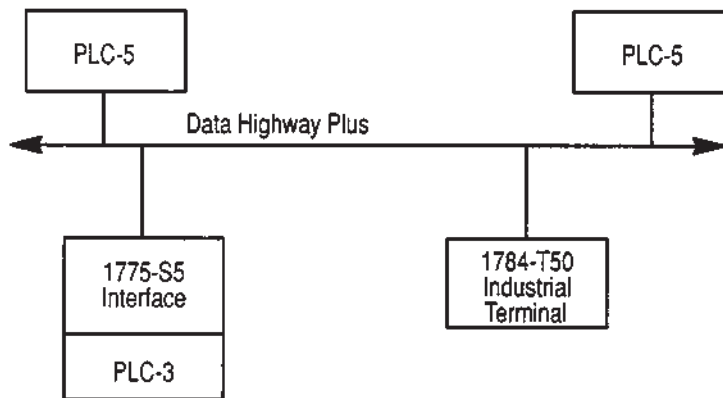 PLC-5
PLC-5
Data Highway Plus
1775-S5
Interface
PLC-3
1784-T50
Industrial
Terminal